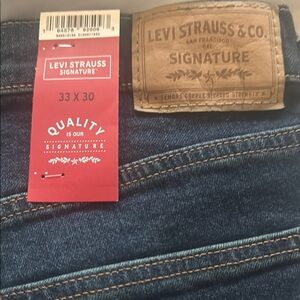 LEVI STRAUSS
SIGNATURE
33 X 30
QUALITY
IS OUR
SIGNATURE
LEVI STRAUSS & CO.
SAN FRANCISCO
CAL
SIGNATURE